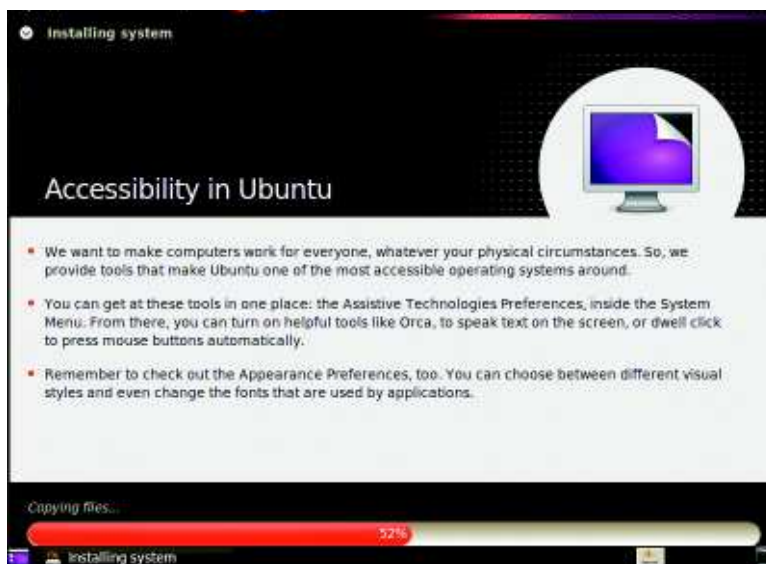 Installing system
Accessibility in Ubuntu
We want to make computers work for everyone, whatever your physical circumstances. So, we
provide tools that make Ubuntu one of the most accessible operating systems around.
You can get at these tools in one place: the Assistive Technologies Preferences, inside the System
Menu. From there, you can turn on helpful tools like Orca, to speak text on the screen, or dwell click
to press mouse buttons automatically.
Remember to check out the Appearance Preferences, too. You can choose between different visual
styles and even change the fonts that are used by applications.
Copying files...
52%
Installing system